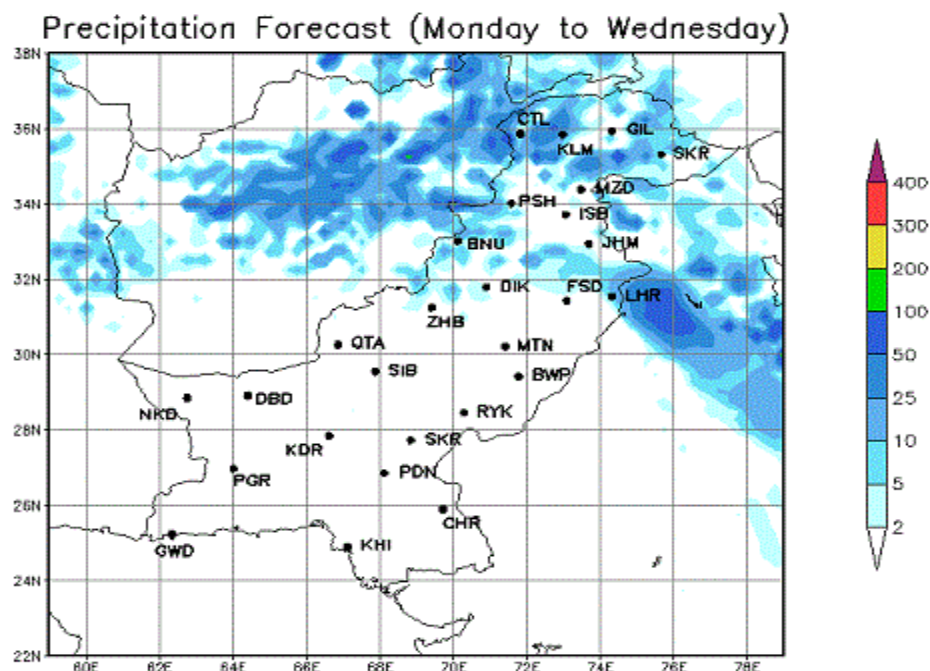 Precipitation Forecast (Monday to Wednesday)
38N
36N
34N
32N
30N
28N
26N
24N
22N
CTL
KLM
GIL
SKR
MZD
PSH
ISB
BNU
JHM
DIK
FSD
LHR
ZHB
QTA
MTN
SIB
BWP
NKD
DBD
RYK
KDR
SKR
PGR
PDN
CHR
GWD
KHI
60E
62E
64E
66E
68E
70E
72E
74E
76E
78E
400
300
200
100
50
25
10
5
2